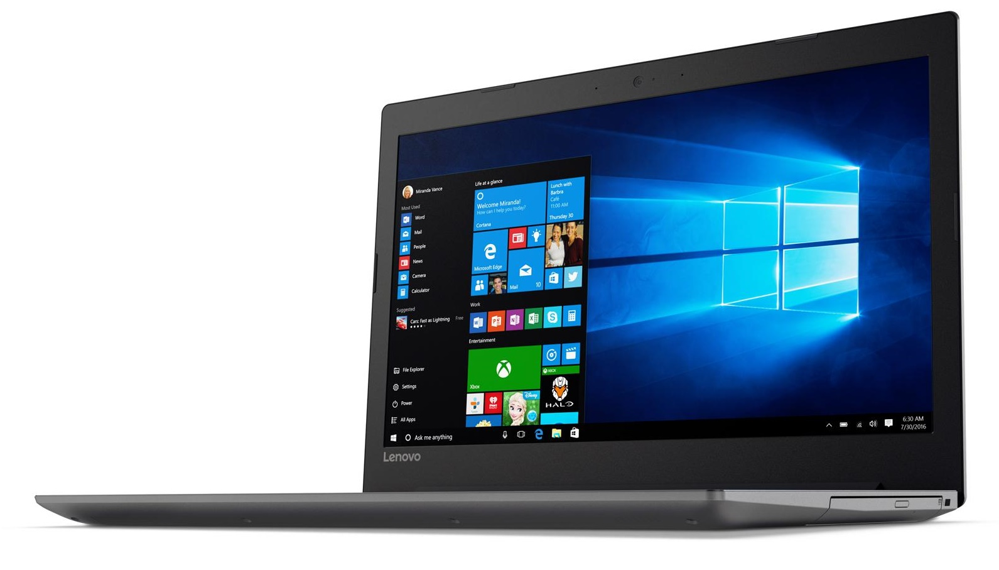 Miranda Vance
Most Used
Word
Mail
People
News
Camera
Calculator
Suggested
Cars: Fast as Lightning
Free
File Explorer
Settings
Power
All Apps
Life at a glance
Welcome Miranda!
How can I help you today?
Cortana
Lunch with
Barbra
Café
11:00 AM
Thursday 30
Microsoft Edge
Mail
10
Work
Entertainment
Xbox
XBOX
iHeart
RADIO
Disney
HALO
Ask me anything
6:30 AM
7/30/2016
Lenovo